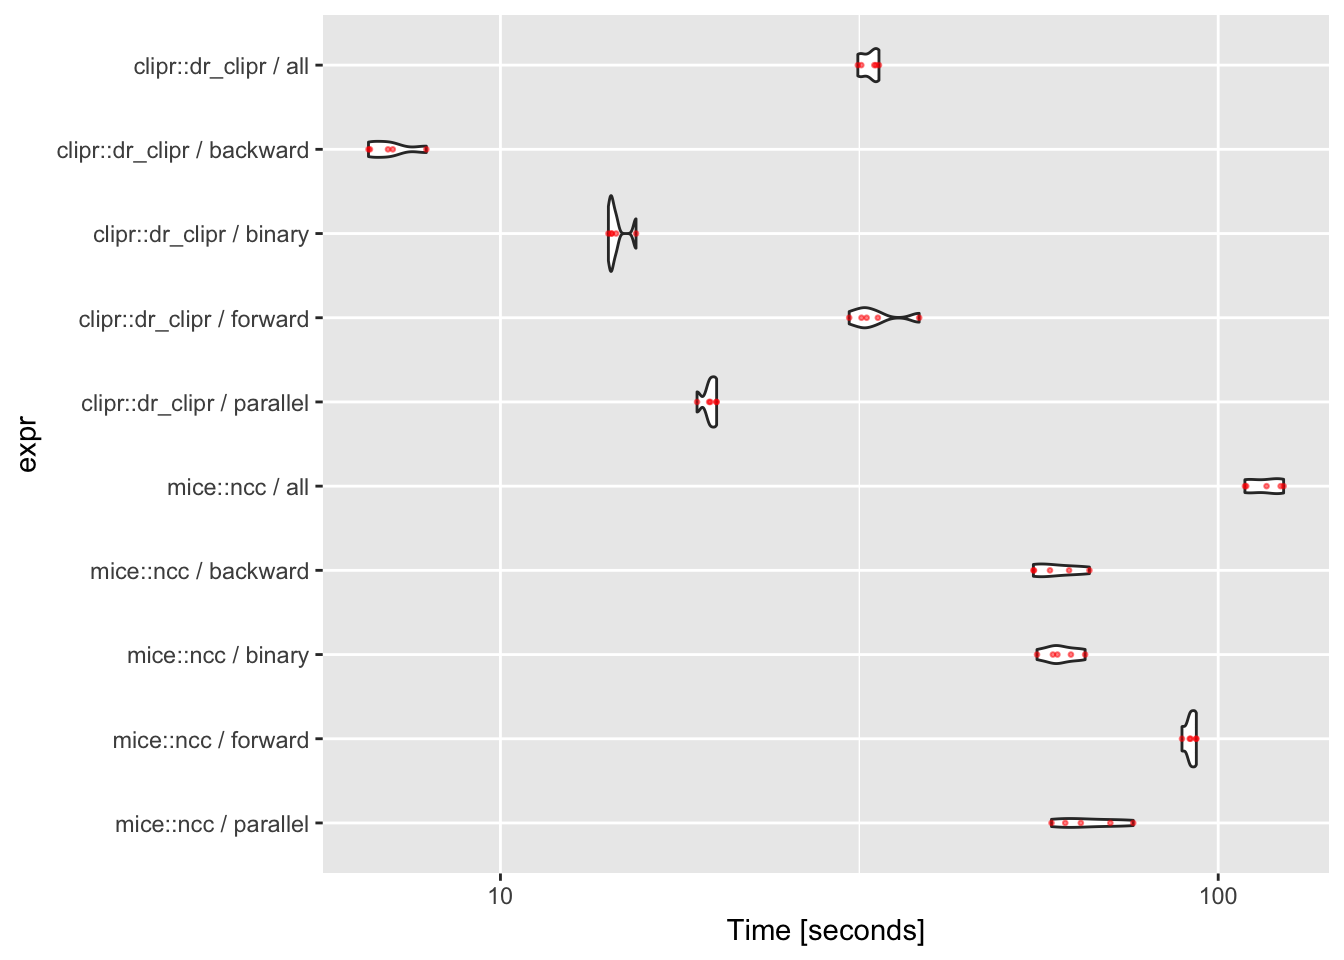 clipr::dr_clipr / all
clipr::dr_clipr / backward
clipr::dr_clipr / binary
clipr::dr_clipr / forward
clipr::dr_clipr / parallel
mice::ncc / all
mice::ncc / backward
mice::ncc / binary
mice::ncc / forward
mice::ncc / parallel
expr
10
100
Time [seconds]